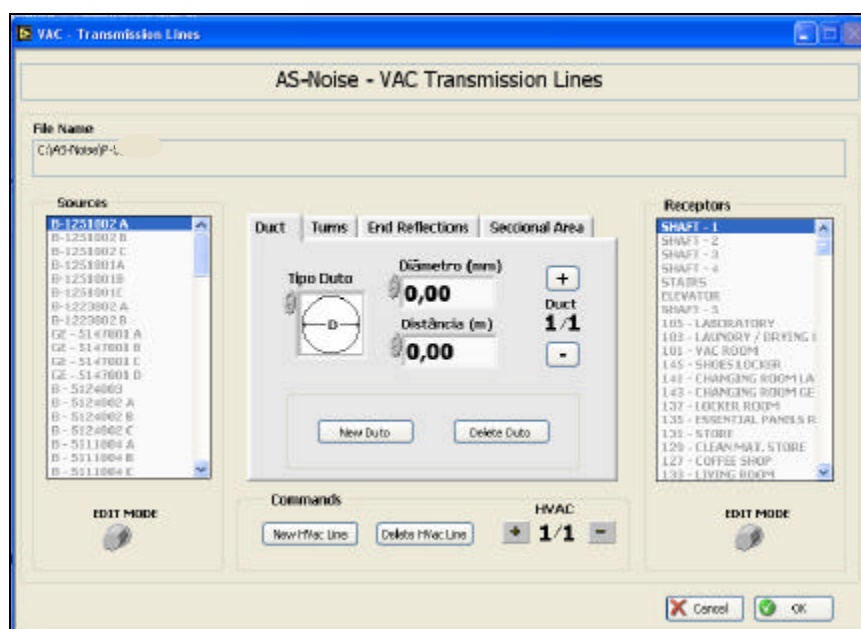 VAC - Transmission Lines
AS-Noise - VAC Transmission Lines
File Name
C:\AS-Noise\P-
Sources
B-1251002 A
B-1251002 B
B-1251002 C
B-1251001A
B-1251001B
B-1251001C
B-1223002 A
B-1223002 B
GE - 5147001 A
GE - 5147001 B
GE - 5147001 C
GE - 5147001 D
B - 5124003
B - 5124002 A
B - 5124002 B
B - 5124002 C
B - 5111004 A
B - 5111004 B
B - 5111004 C
EDIT MODE
Duct Turns End Reflections Seccional Area
Tipo Duto
D
Diâmetro (mm)
0,00
Distância (m)
0,00
+
Duct
1/1
-
New Duto Delete Duto
Commands
New HVac Line Delete HVac Line
HVAC
+ 1/1 -
Receptors
SHAFT - 1
SHAFT - 2
SHAFT - 3
SHAFT - 4
STAIRS
ELEVATOR
SHAFT - 5
105 - LABORATORY
103 - LAUNDRY / DRYING
101 - VAC ROOM
145 - SHOES LOCKER
141 - CHANGING ROOM LA
143 - CHANGING ROOM GE
137 - LOCKER ROOM
135 - ESSENTIAL PANELS R
131 - STORE
129 - CLEAN MAT. STORE
127 - COFFEE SHOP
133 - LIVING ROOM
EDIT MODE
Cancel OK